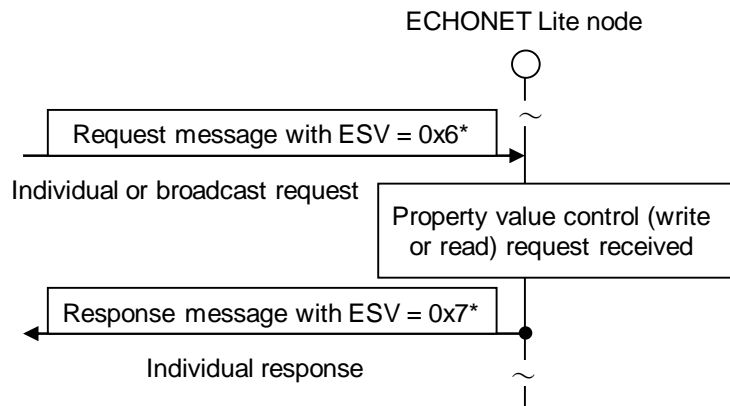 ECHONET Lite node
Request message with ESV = 0x6*
Individual or broadcast request
Property value control (write
or read) request received
Response message with ESV = 0x7*
Individual response